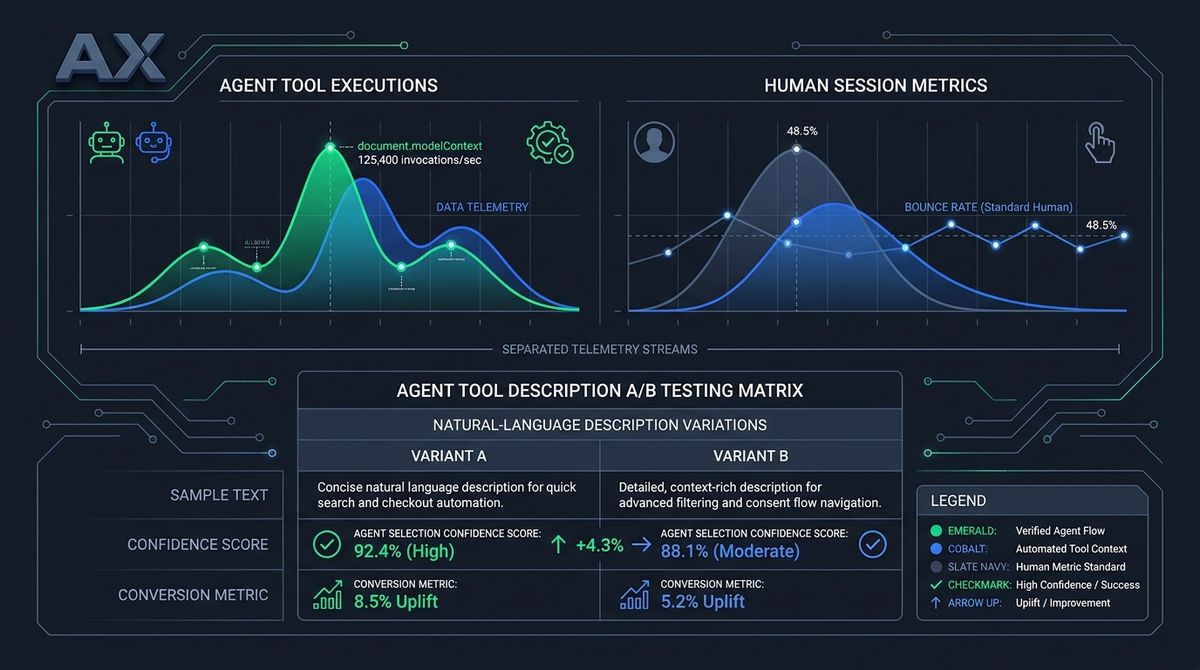 AX
AGENT TOOL EXECUTIONS
document.modelContext
125,400 invocations/sec
DATA TELEMETRY
HUMAN SESSION METRICS
48.5%
BOUNCE RATE (Standard Human)
48.5%
SEPARATED TELEMETRY STREAMS
AGENT TOOL DESCRIPTION A/B TESTING MATRIX
NATURAL-LANGUAGE DESCRIPTION VARIATIONS
VARIANT A
VARIANT B
SAMPLE TEXT
Concise natural language description for quick
search and checkout automation.
Detailed, context-rich description for
advanced filtering and consent flow navigation.
CONFIDENCE SCORE
AGENT SELECTION CONFIDENCE SCORE:
92.4% (High)
↑ +4.3% →
AGENT SELECTION CONFIDENCE SCORE:
88.1% (Moderate)
CONVERSION METRIC
CONVERSION METRIC:
8.5% Uplift
CONVERSION METRIC:
5.2% Uplift
LEGEND
EMERALD: Verified Agent Flow
COBALT: Automated Tool Context
SLATE NAVY: Human Metric Standard
CHECKMARK: High Confidence / Success
ARROW UP: Uplift / Improvement